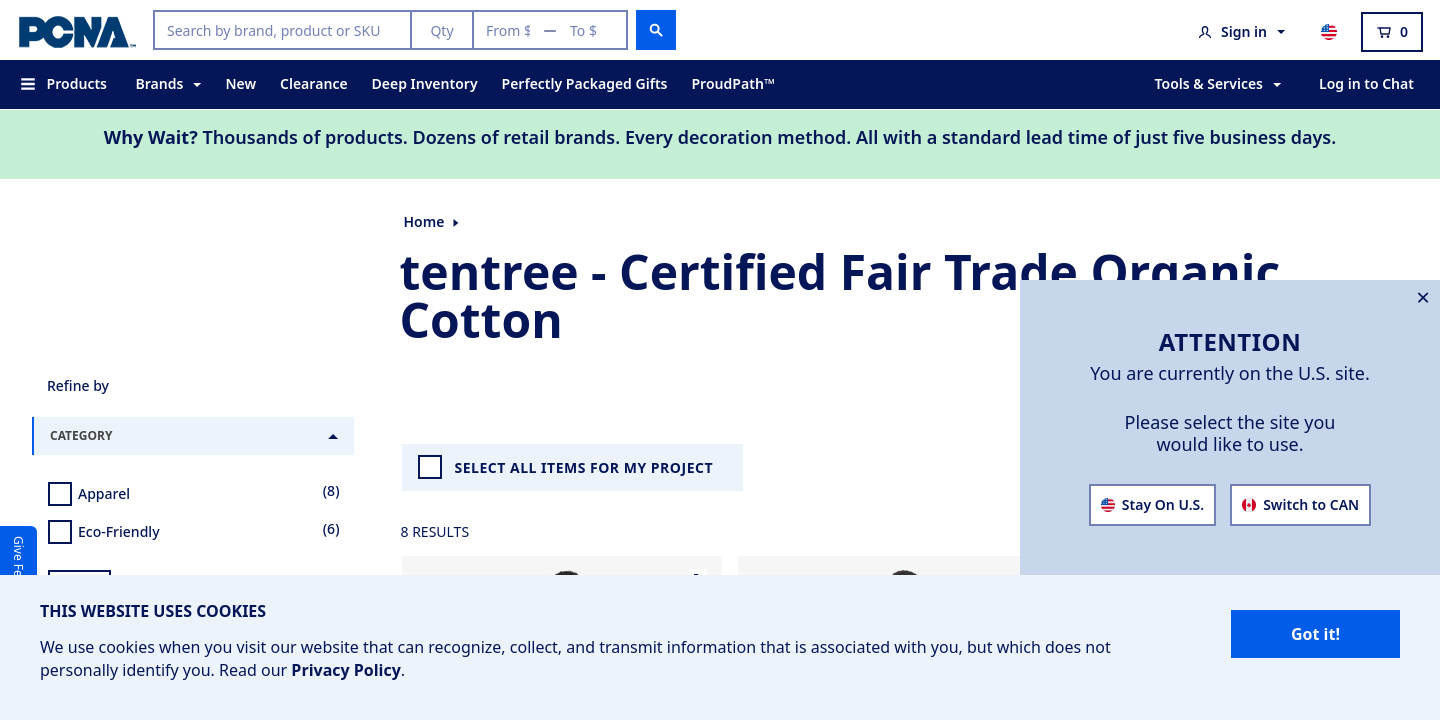 PCNA™
Search by brand, product or SKU
Qty
From $ — To $
Sign in
0
Products
Brands
New
Clearance
Deep Inventory
Perfectly Packaged Gifts
ProudPath™
Tools & Services
Log in to Chat
Why Wait? Thousands of products. Dozens of retail brands. Every decoration method. All with a standard lead time of just five business days.
Home
tentree - Certified Fair Trade Organic
Cotton
Refine by
CATEGORY
Apparel (8)
Eco-Friendly (6)
Give
SELECT ALL ITEMS FOR MY PROJECT
8 RESULTS
ATTENTION
You are currently on the U.S. site.
Please select the site you
would like to use.
Stay On U.S.
Switch to CAN
THIS WEBSITE USES COOKIES
We use cookies when you visit our website that can recognize, collect, and transmit information that is associated with you, but which does not
personally identify you. Read our Privacy Policy.
Got it!